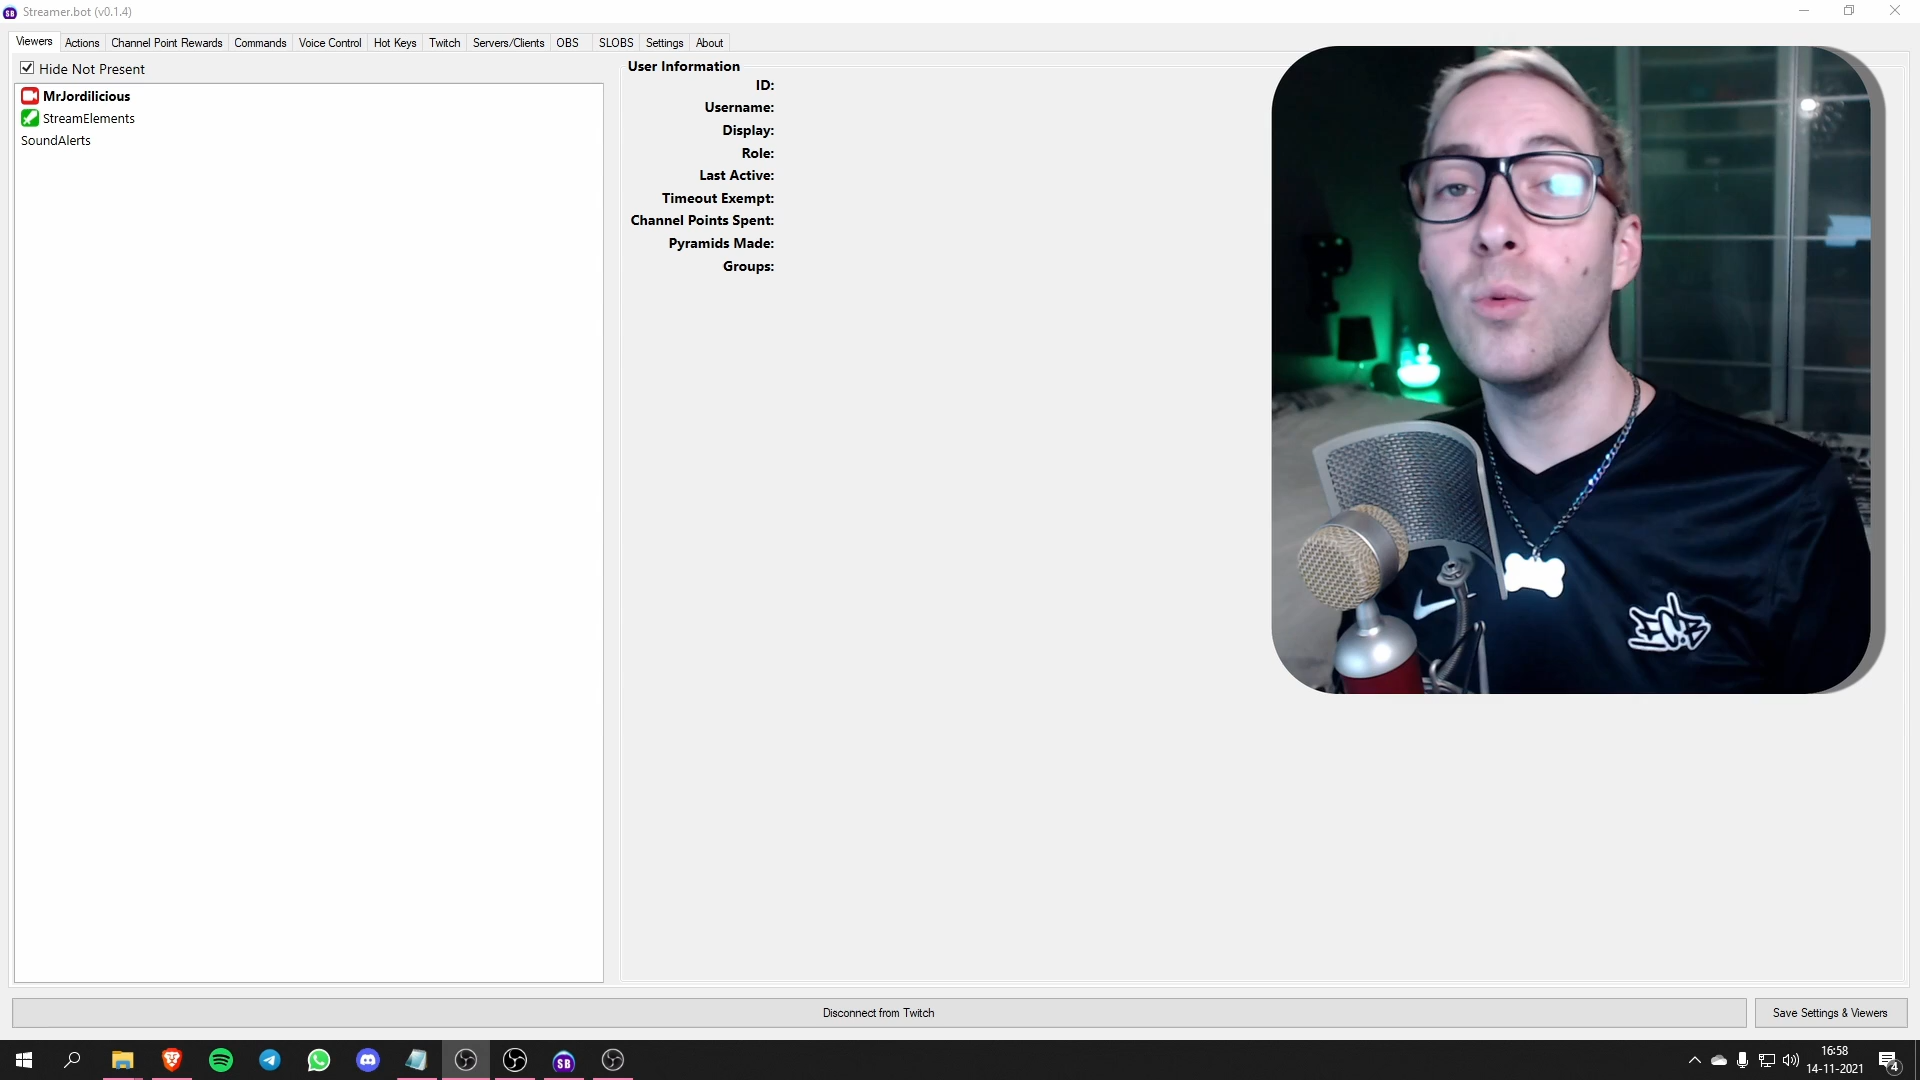 Streamer.bot (v0.1.4)
Viewers Actions Channel Point Rewards Commands Voice Control Hot Keys Twitch Servers/Clients OBS SLOBS Settings About
Hide Not Present
MrJordilicious
StreamElements
SoundAlerts
User Information
ID:
Username:
Display:
Role:
Last Active:
Timeout Exempt:
Channel Points Spent:
Pyramids Made:
Groups:
Disconnect from Twitch
Save Settings & Viewers
SB
16:58
14-11-2021
4